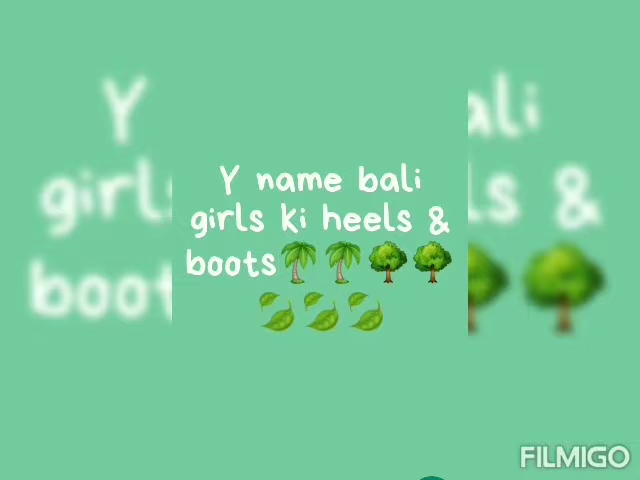 Y name bali
girls ki heels &
boots🌴🌴🌳🌳
🍃🍃🍃
FILMIGO